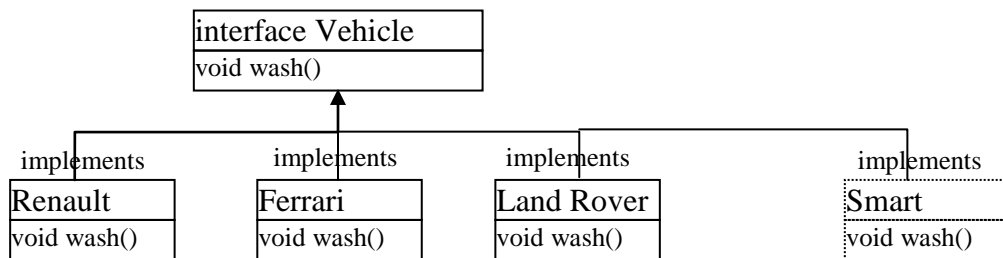 interface Vehicle
void wash()
implements
implements
implements
implements
Renault
Ferrari
Land Rover
Smart
void wash()
void wash()
void wash()
void wash()